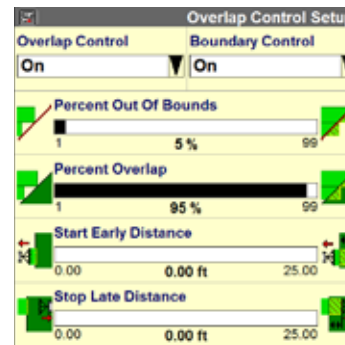 Overlap Control Setu
Overlap Control Boundary Control
On On
Percent Out Of Bounds
1 5 % 99
Percent Overlap
1 95 % 99
Start Early Distance
0.00 0.00 ft 25.00
Stop Late Distance
0.00 0.00 ft 25.00